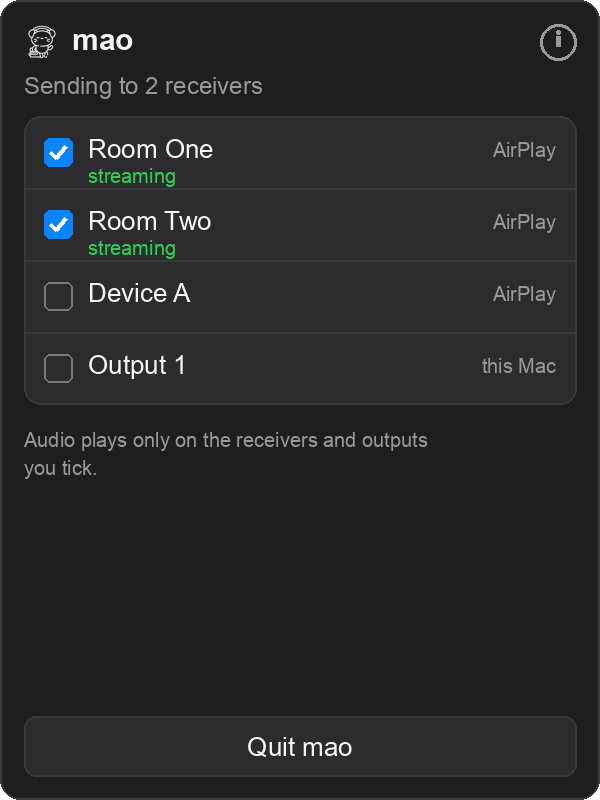 mao
Sending to 2 receivers
Room One
AirPlay
streaming
Room Two
AirPlay
streaming
Device A
AirPlay
Output 1
this Mac
Audio plays only on the receivers and outputs
you tick.
Quit mao